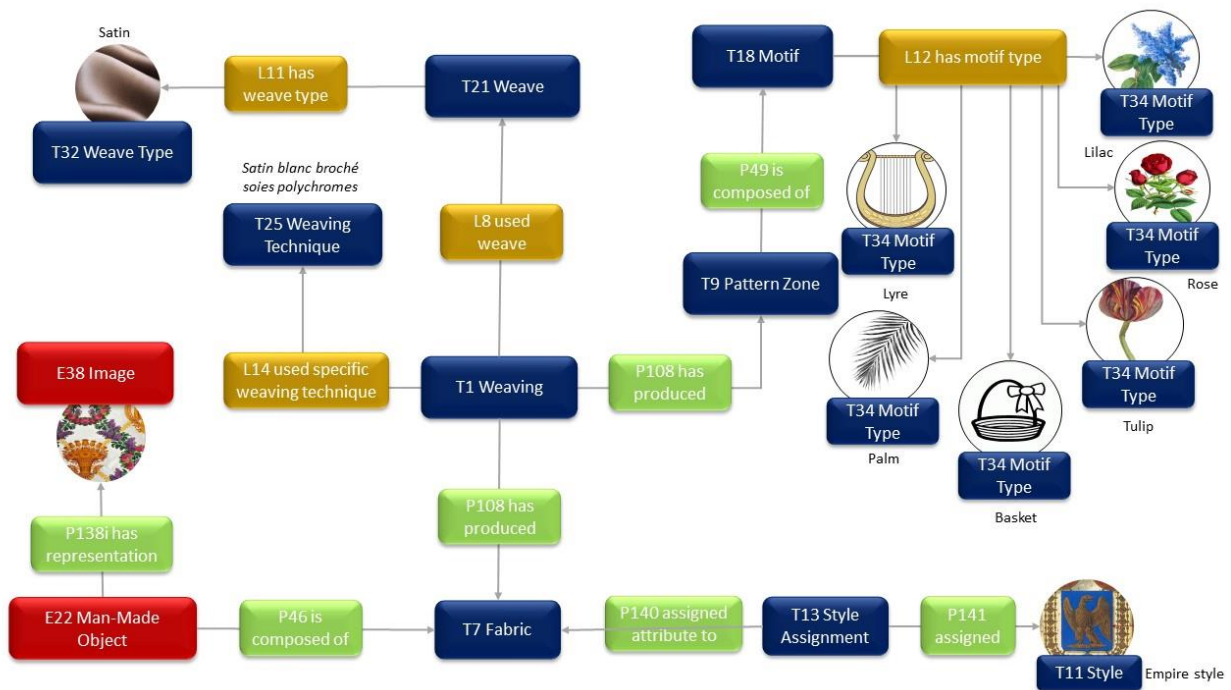 Satin
L11 has
weave type
T21 Weave
T32 Weave Type
T18 Motif
L12 has motif type
T34 Motif
Type
Lilac
P49 is
composed of
T34 Motif
Type
Rose
T34 Motif
Type
Lyre
Satin blanc broché
soies polychromes
T25 Weaving
Technique
L8 used
weave
T9 Pattern Zone
T34 Motif
Type
Tulip
T34 Motif
Type
Palm
T34 Motif
Type
Basket
E38 Image
L14 used specific
weaving technique
T1 Weaving
P108 has
produced
P138i has
representation
P108 has
produced
E22 Man-Made
Object
P46 is
composed of
T7 Fabric
P140 assigned
attribute to
T13 Style
Assignment
P141
assigned
T11 Style
Empire style